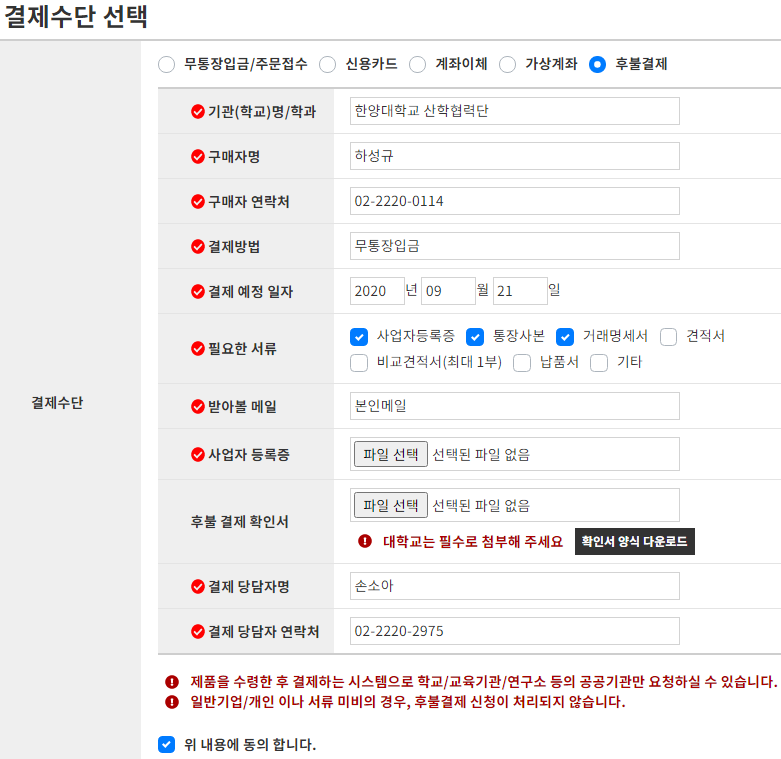 결제수단 선택
무통장입금/주문접수 신용카드 계좌이체 가상계좌 후불결제
기관(학교)명/학과 한양대학교 산학협력단
구매자명 하성규
구매자 연락처 02-2220-0114
결제방법 무통장입금
결제 예정 일자 2020 년 09 월 21 일
필요한 서류 사업자등록증 통장사본 거래명세서 견적서
비교견적서(최대 1부) 납품서 기타
결제수단
받아볼 메일 본인메일
사업자 등록증 파일 선택 선택된 파일 없음
후불 결제 확인서 파일 선택 선택된 파일 없음
대학교는 필수로 첨부해 주세요 확인서 양식 다운로드
결제 담당자명 손소아
결제 담당자 연락처 02-2220-2975
제품을 수령한 후 결제하는 시스템으로 학교/교육기관/연구소 등의 공공기관만 요청하실 수 있습니다.
일반기업/개인 이나 서류 미비의 경우, 후불결제 신청이 처리되지 않습니다.
위 내용에 동의 합니다.